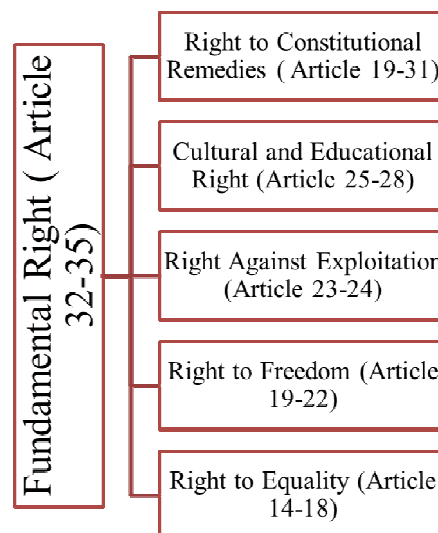 Fundamental Right ( Article
32-35)
Right to Constitutional
Remedies ( Article 19-31)
Cultural and Educational
Right (Article 25-28)
Right Against Exploitation
(Article 23-24)
Right to Freedom (Article
19-22)
Right to Equality (Article
14-18)